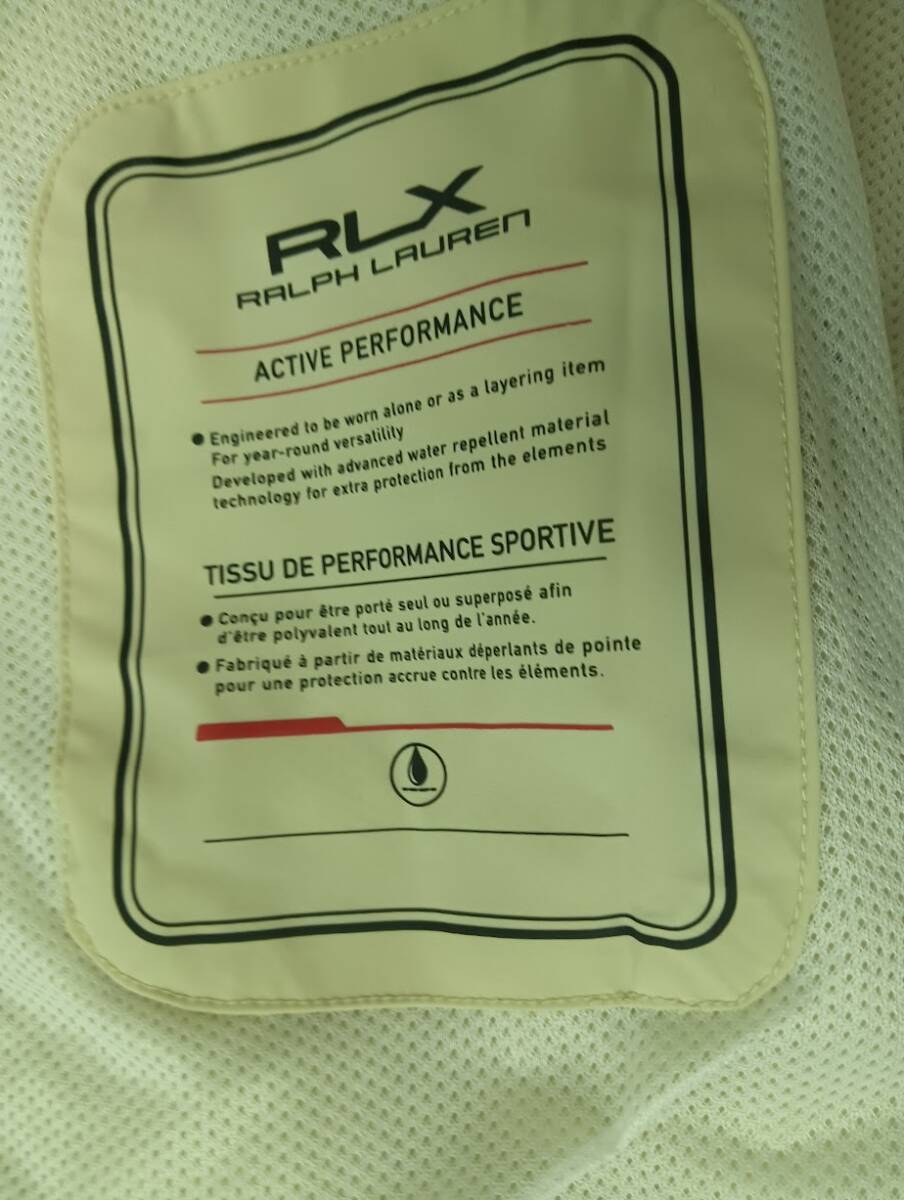 RLX
RALPH LAUREN
ACTIVE PERFORMANCE
● Engineered to be worn alone or as a layering item
For year-round versalility
Developed with advanced water repellent material
technology for extra protection from the elements
TISSU DE PERFORMANCE SPORTIVE
● Conçu pour être porté seul ou superposé afin
d'être polyvalent tout au long de l'année.
● Fabriqué à partir de matériaux déperlants de pointe
pour une protection accrue contre les éléments.